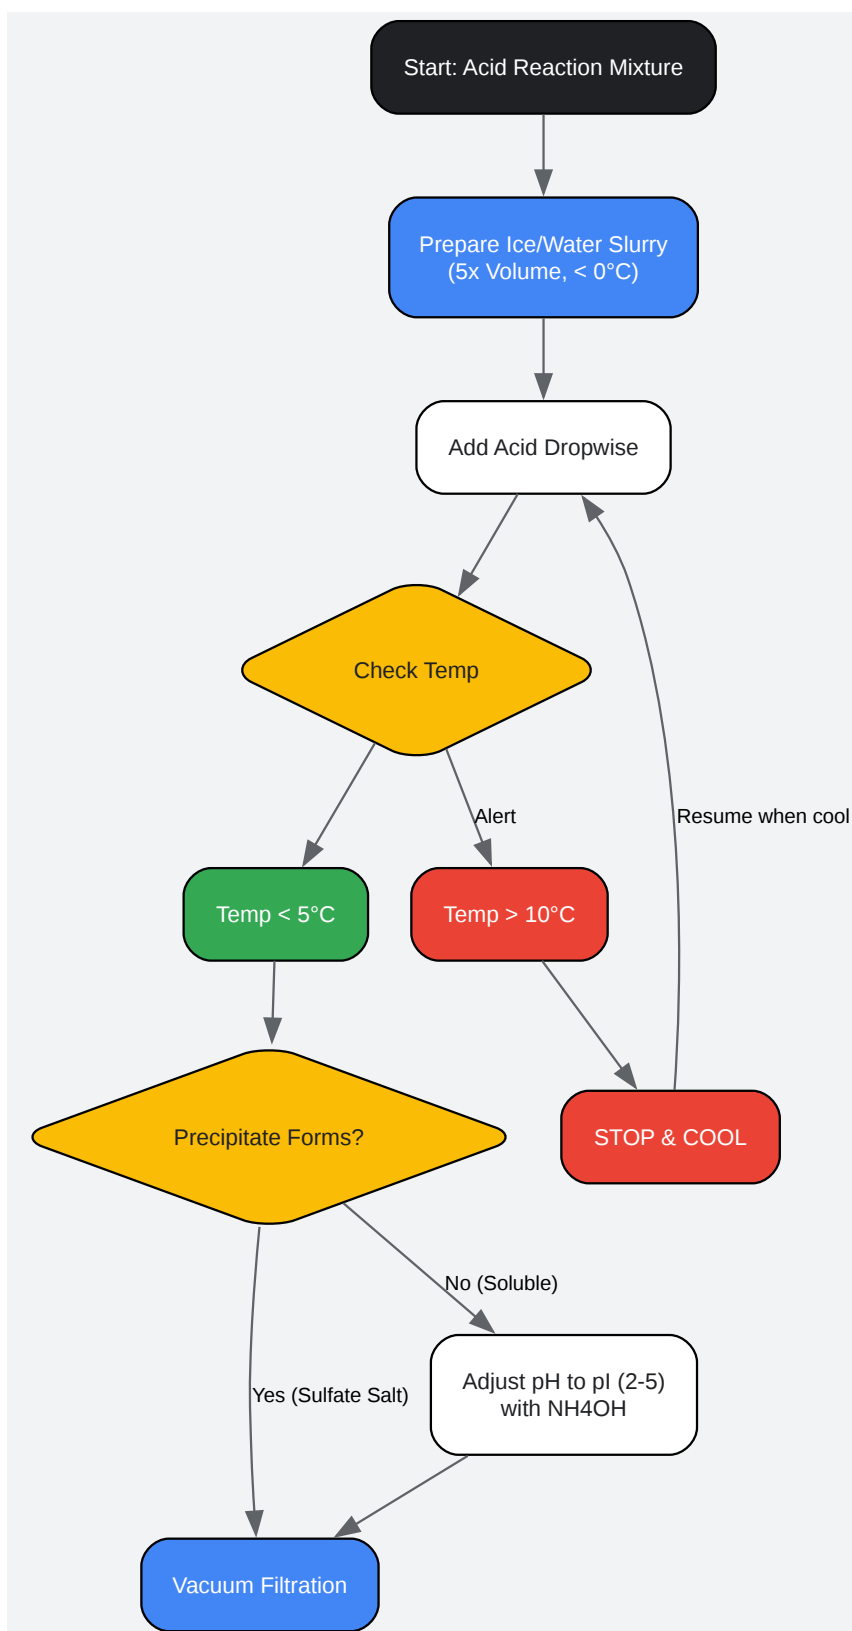 Start: Acid Reaction Mixture
Prepare Ice/Water Slurry
(5x Volume, < 0°C)
Add Acid Dropwise
Check Temp
Alert
Resume when cool
Temp < 5°C
Temp > 10°C
Precipitate Forms?
STOP & COOL
No (Soluble)
Yes (Sulfate Salt)
Adjust pH to pI (2-5)
with NH4OH
Vacuum Filtration